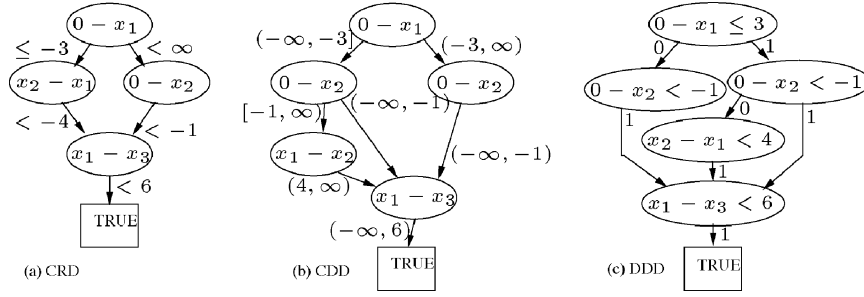 0 − x₁
≤ −3
< ∞
x₂ − x₁
0 − x₂
< −4
< −1
x₁ − x₃
< 6
TRUE
(a) CRD
0 − x₁
(−∞, −3]
(−3, ∞)
0 − x₂
0 − x₂
[−1, ∞)
(−∞, −1)
x₁ − x₂
(−∞, −1)
(4, ∞)
x₁ − x₃
(−∞, 6)
TRUE
(b) CDD
0 − x₁ ≤ 3
0
1
0 − x₂ < −1
0 − x₂ < −1
1
0
1
x₂ − x₁ < 4
1
x₁ − x₃ < 6
1
TRUE
(c) DDD